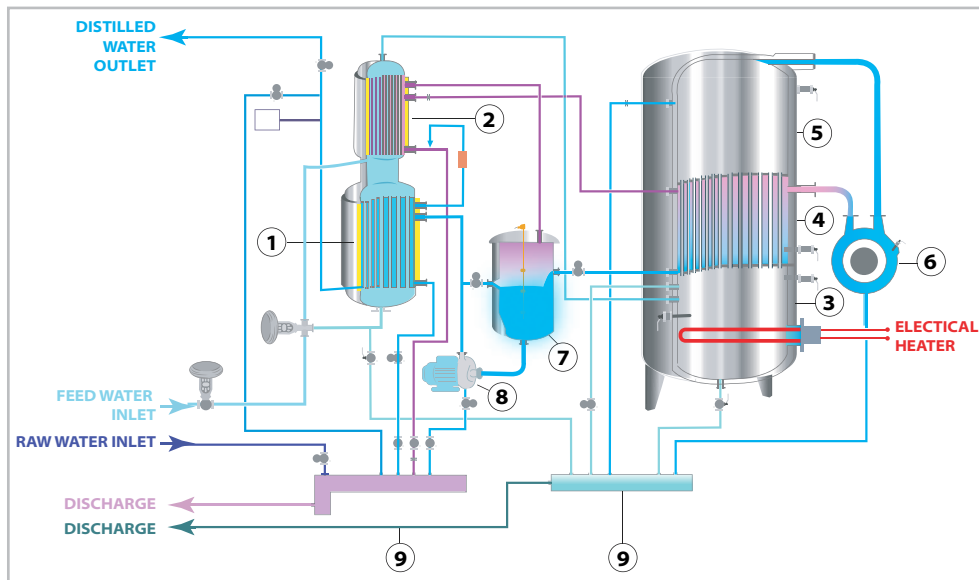 DISTILLED
WATER
OUTLET
2
5
1
4
6
3
ELECTICAL
HEATER
7
8
FEED WATER
INLET
RAW WATER INLET
DISCHARGE
DISCHARGE
9
9